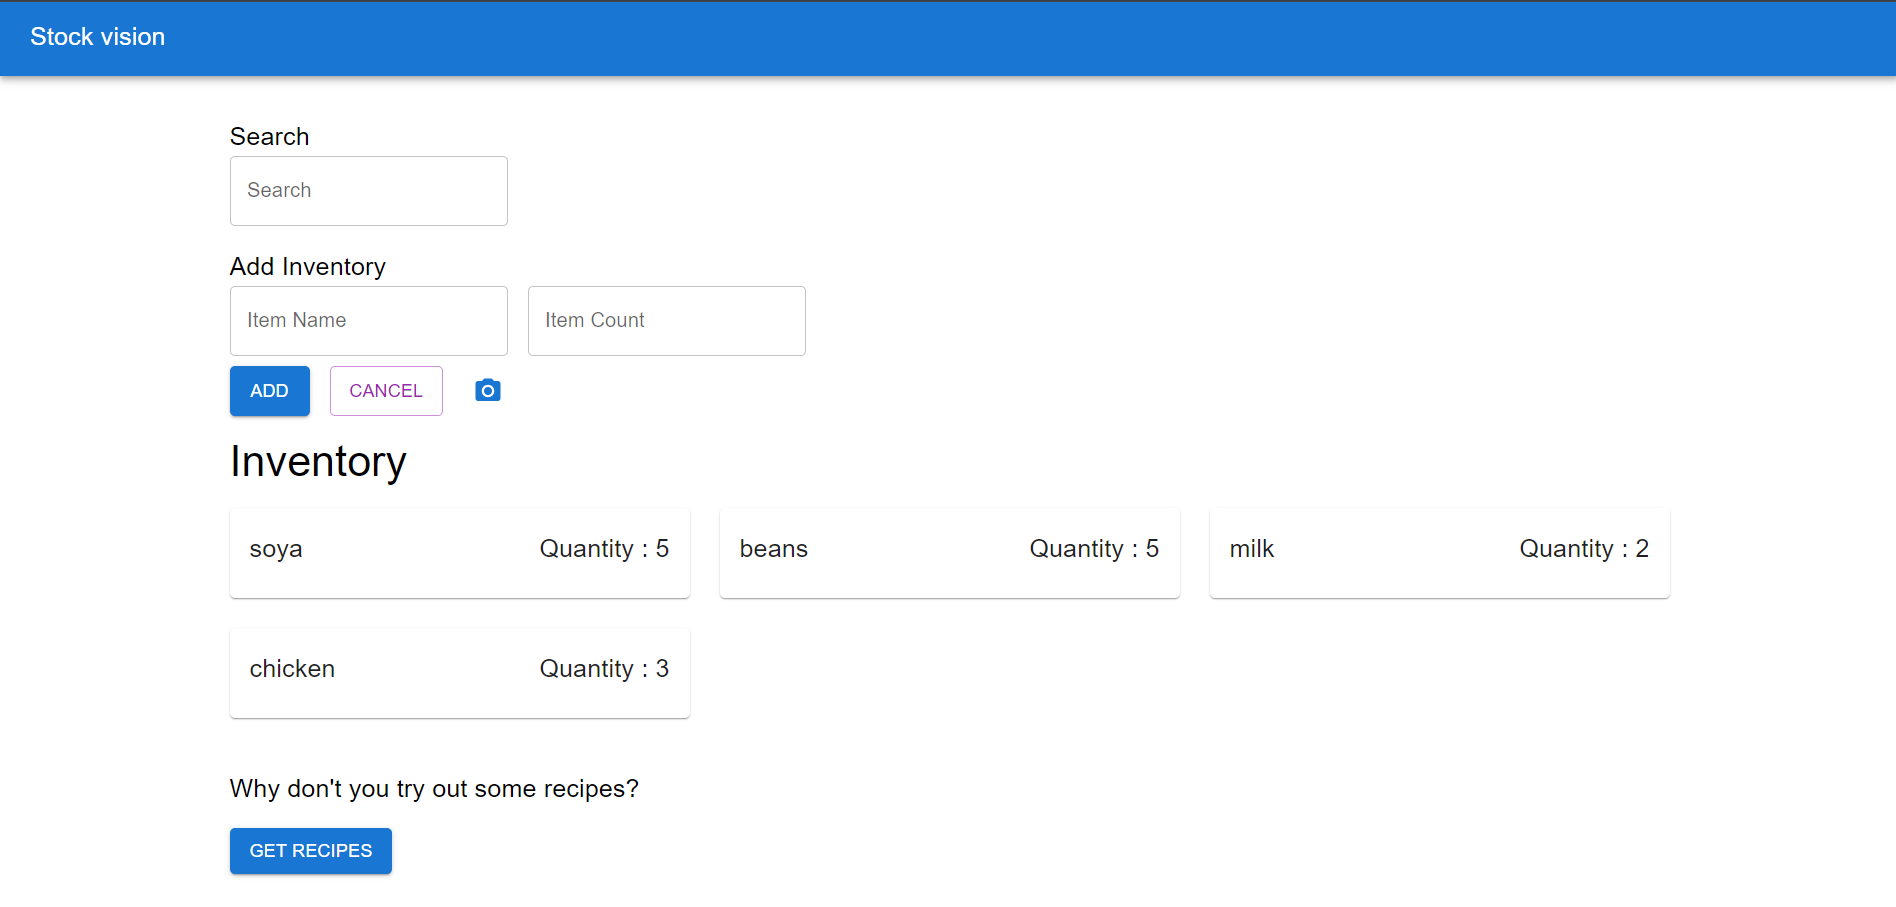 Stock vision
Search
Search
Add Inventory
Item Name Item Count
ADD CANCEL
Inventory
soya Quantity : 5 beans Quantity : 5 milk Quantity : 2
chicken Quantity : 3
Why don't you try out some recipes?
GET RECIPES